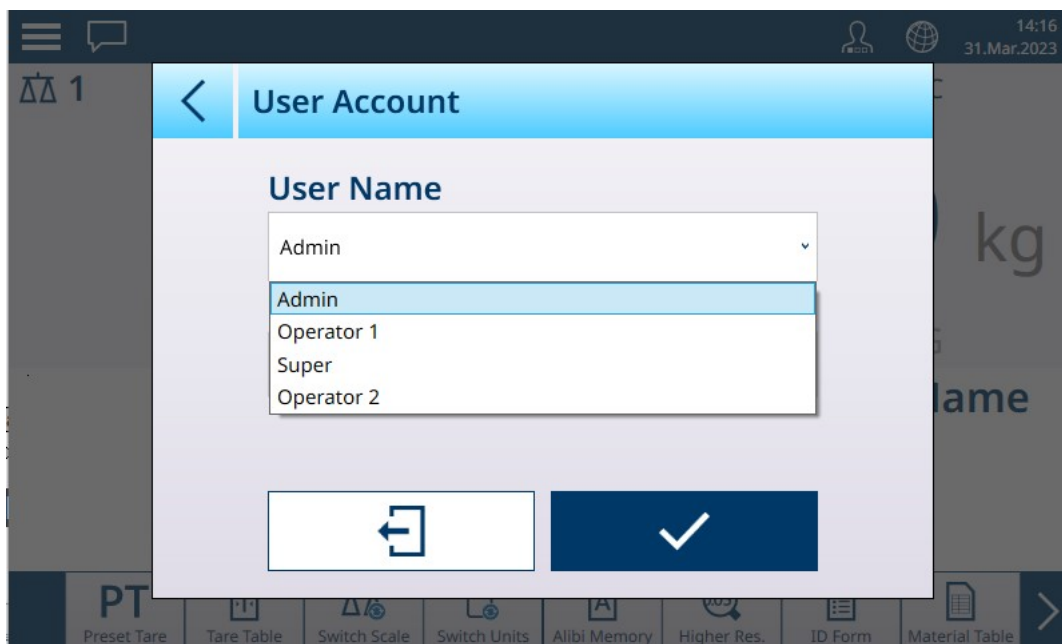 14:16
31.Mar.2023
1
User Account
C
User Name
Admin
kg
Admin
Operator 1
G
Super
Operator 2
ame
PT
Preset Tare
Tare Table
Switch Scale
Switch Units
A
Alibi Memory
Higher Res.
ID Form
Material Table